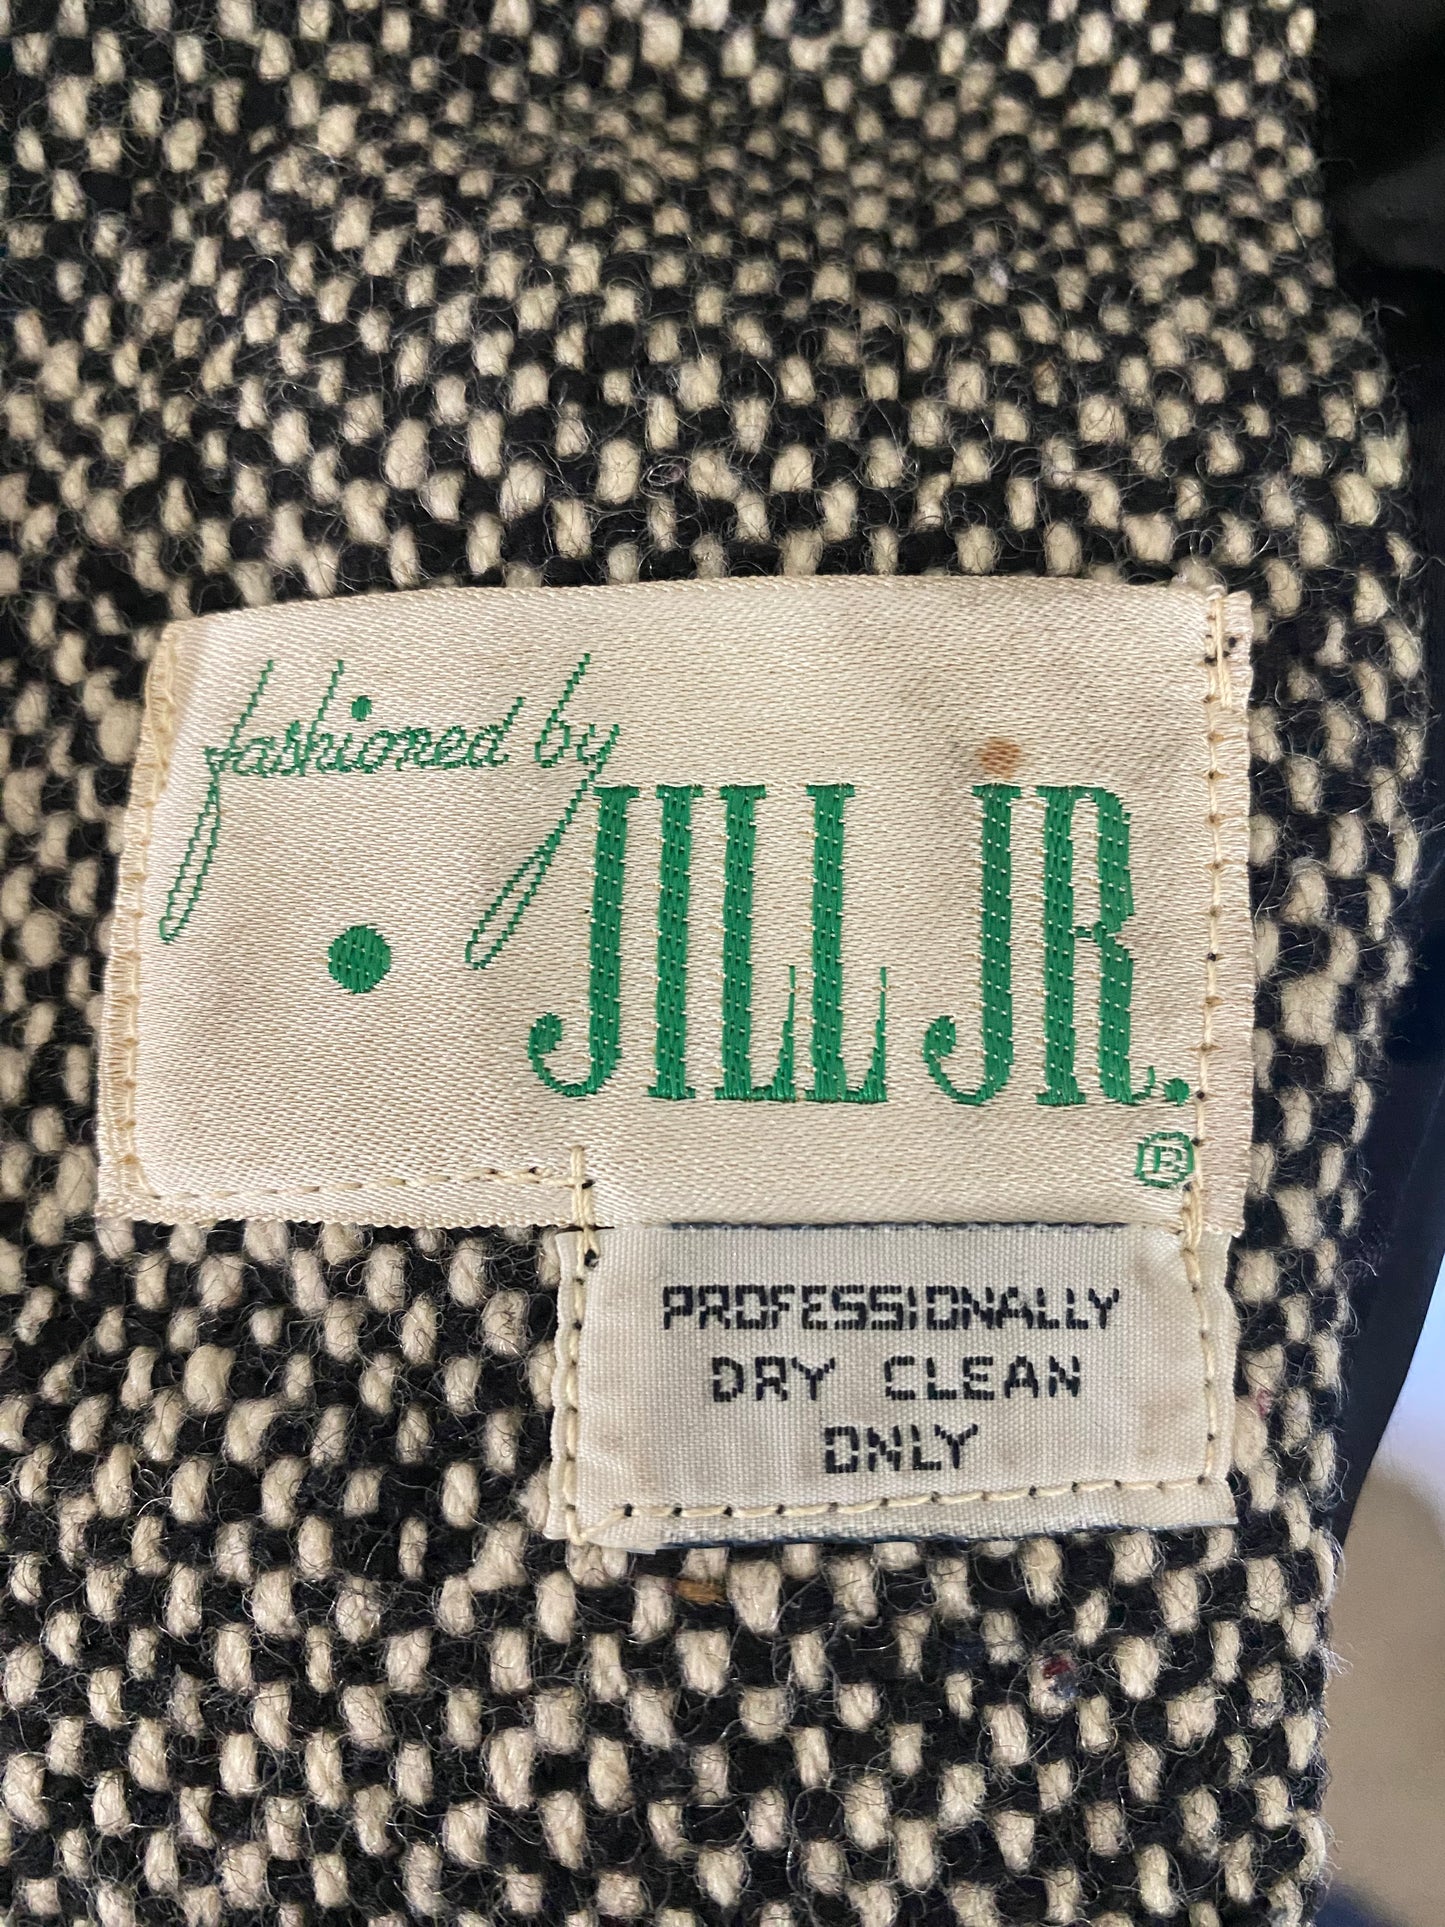 fashioned by
JILL JR.
®
PROFESSIONALLY
DRY CLEAN
ONLY